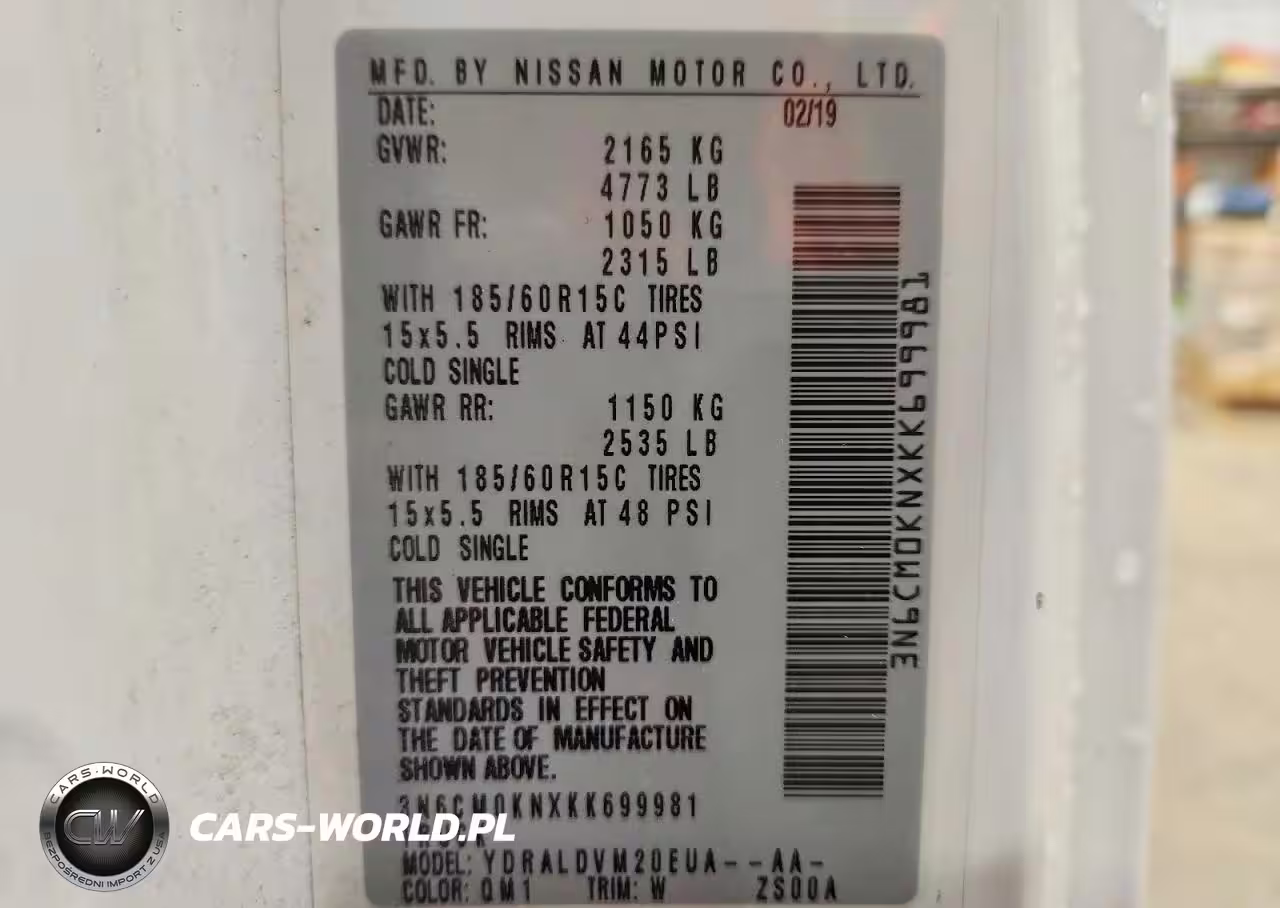 MFD. BY NISSAN MOTOR CO., LTD.
DATE: 02/19
GVWR: 2165 KG
4773 LB
GAWR FR: 1050 KG
2315 LB
WITH 185/60R15C TIRES
15x5.5 RIMS AT 44PSI
COLD SINGLE
GAWR RR: 1150 KG
2535 LB
WITH 185/60R15C TIRES
15x5.5 RIMS AT 48 PSI
COLD SINGLE
THIS VEHICLE CONFORMS TO
ALL APPLICABLE FEDERAL
MOTOR VEHICLE SAFETY AND
THEFT PREVENTION
STANDARDS IN EFFECT ON
THE DATE OF MANUFACTURE
SHOWN ABOVE.
3N6CM0KNXKK699981
MODEL: YDRALDVM20EUA--AA-
COLOR: QM1 TRIM: W ZS00A
3N6CM0KNXKK699981
CARS-WORLD
CW
BEZPOŚREDNI IMPORT Z USA
CARS-WORLD.PL